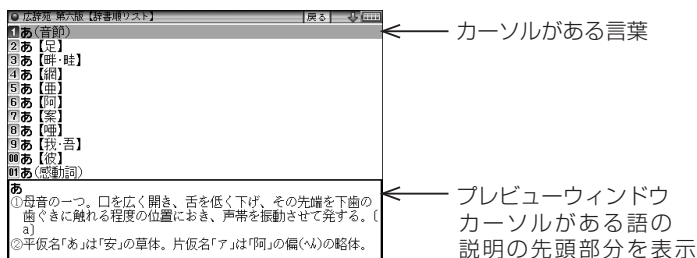 広辞苑 第六版【辞書順リスト】 戻る
1 あ(音節)
カーソルがある言葉
2 あ【足】
3 あ【畔・畦】
4 あ【網】
5 あ【亜】
6 あ【阿】
7 あ【案】
8 あ【唖】
9 あ【我・吾】
00 あ【彼】
01 あ(感動詞)
あ
①母音の一つ。口を広く開き、舌を低く下げ、その先端を下歯の
歯ぐきに触れる程度の位置におき、声帯を振動させて発する。〔
a〕
②平仮名「あ」は「安」の草体。片仮名「ァ」は「阿」の偏(へん)の略体。
プレビューウィンドウ
カーソルがある語の
説明の先頭部分を表示